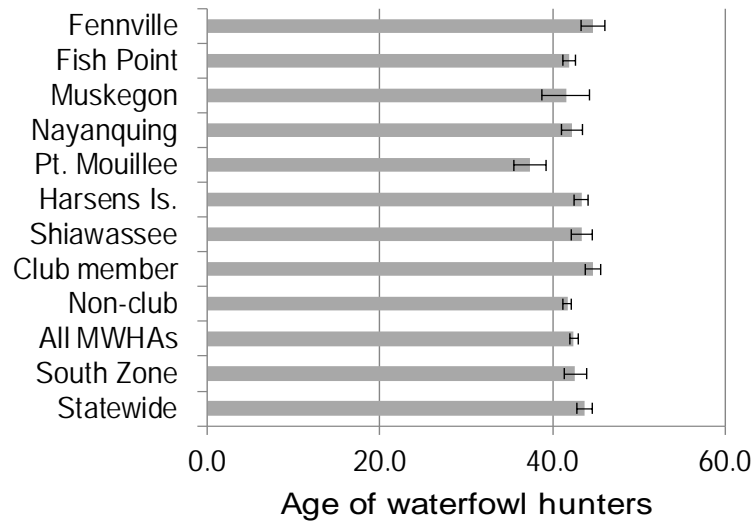 Fennville
Fish Point
Muskegon
Nayanquing
Pt. Mouillee
Harsens Is.
Shiawassee
Club member
Non-club
All MWHAs
South Zone
Statewide
0.0 20.0 40.0 60.0
Age of waterfowl hunters